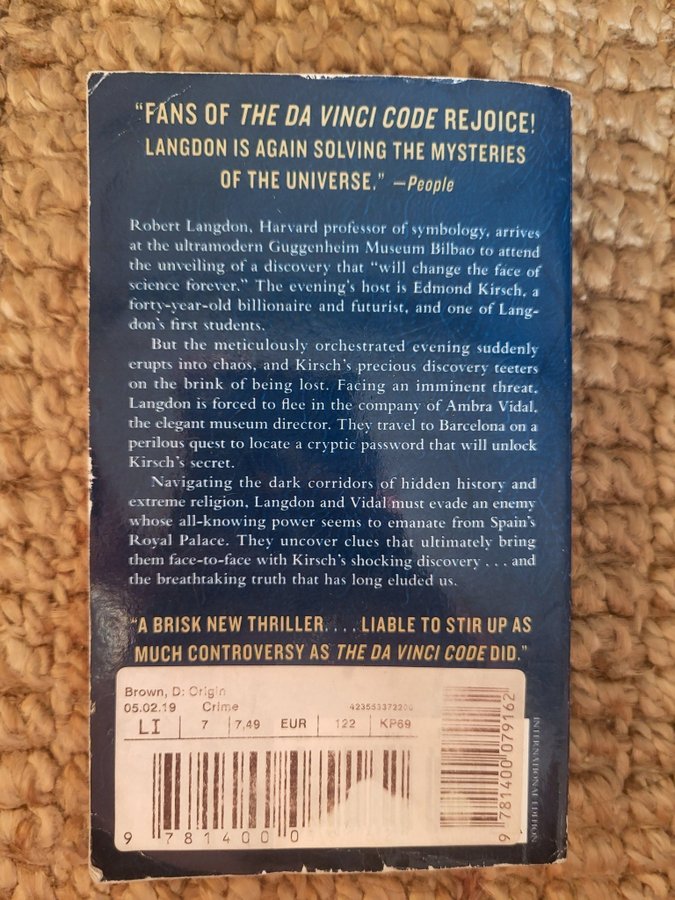 “FANS OF THE DA VINCI CODE REJOICE!
LANGDON IS AGAIN SOLVING THE MYSTERIES
OF THE UNIVERSE.” —People
Robert Langdon, Harvard professor of symbology, arrives
at the ultramodern Guggenheim Museum Bilbao to attend
the unveiling of a discovery that “will change the face of
science forever.” The evening’s host is Edmond Kirsch, a
forty-year-old billionaire and futurist, and one of Lang-
don’s first students.
But the meticulously orchestrated evening suddenly
erupts into chaos, and Kirsch’s precious discovery teeters
on the brink of being lost. Facing an imminent threat,
Langdon is forced to flee in the company of Ambra Vidal,
the elegant museum director. They travel to Barcelona on a
perilous quest to locate a cryptic password that will unlock
Kirsch’s secret.
Navigating the dark corridors of hidden history and
extreme religion, Langdon and Vidal must evade an enemy
whose all-knowing power seems to emanate from Spain’s
Royal Palace. They uncover clues that ultimately bring
them face-to-face with Kirsch’s shocking discovery . . . and
the breathtaking truth that has long eluded us.
“A BRISK NEW THRILLER. . . . LIABLE TO STIR UP AS
MUCH CONTROVERSY AS THE DA VINCI CODE DID.”
Brown, D: Origin
05.02.19 Crime
LI 7 7,49 EUR 122 KP69
9 781400 0
9 781400 079162
INTERNATIONAL EDITION